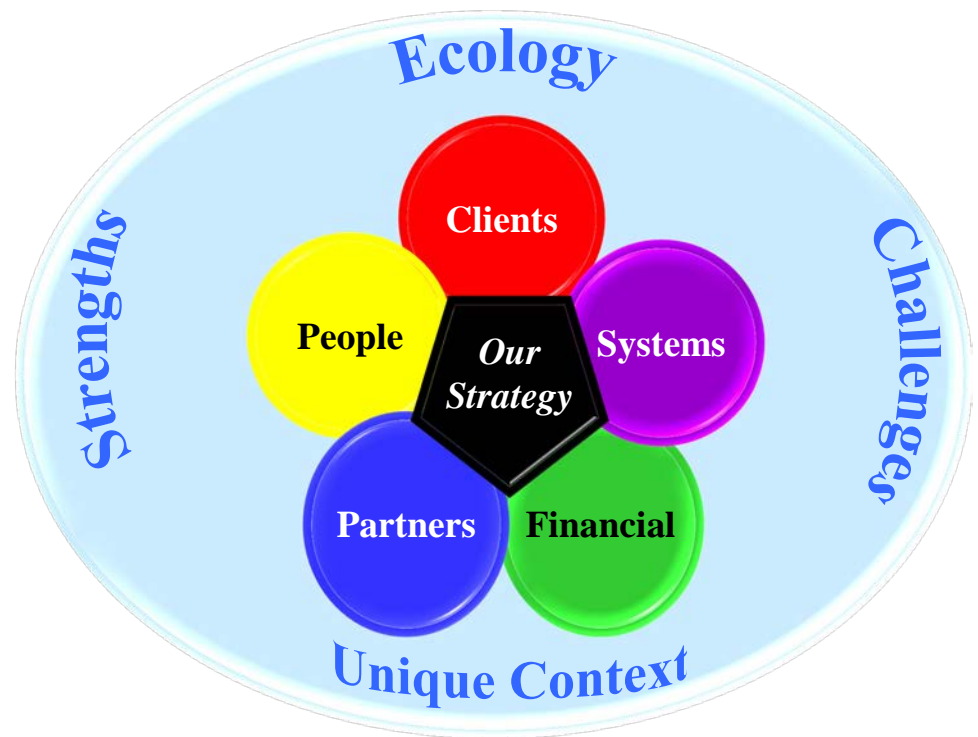 Ecology
Strengths
Challenges
Clients
People
Our
Strategy
Systems
Partners
Financial
Unique Context